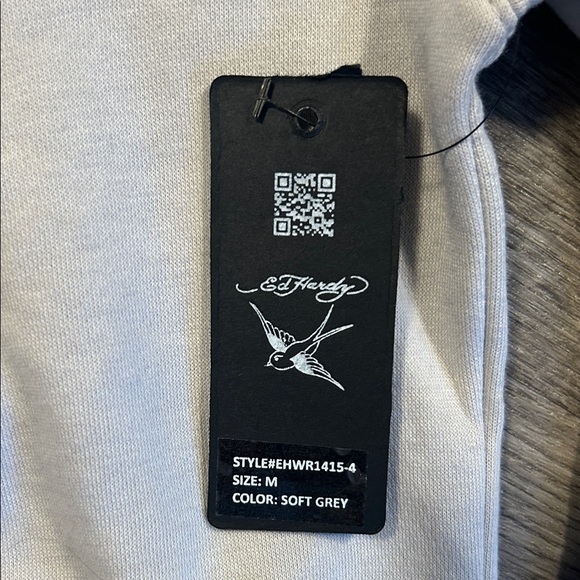 Ed Hardy
STYLE#EHWR1415-4
SIZE: M
COLOR: SOFT GREY